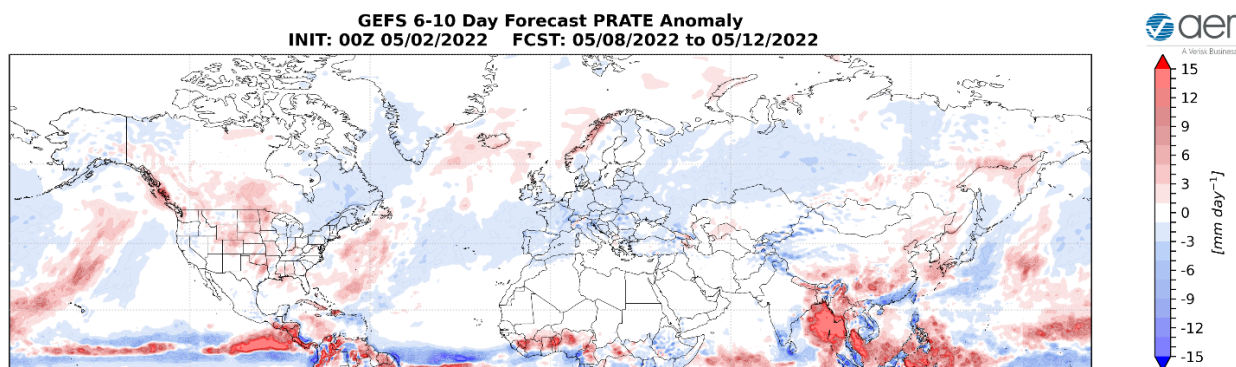 GEFS 6-10 Day Forecast PRATE Anomaly
INIT: 00Z 05/02/2022 FCST: 05/08/2022 to 05/12/2022
aer
A Verisk Business
15
12
9
6
3
0
-3
-6
-9
-12
-15
[mm day⁻¹]